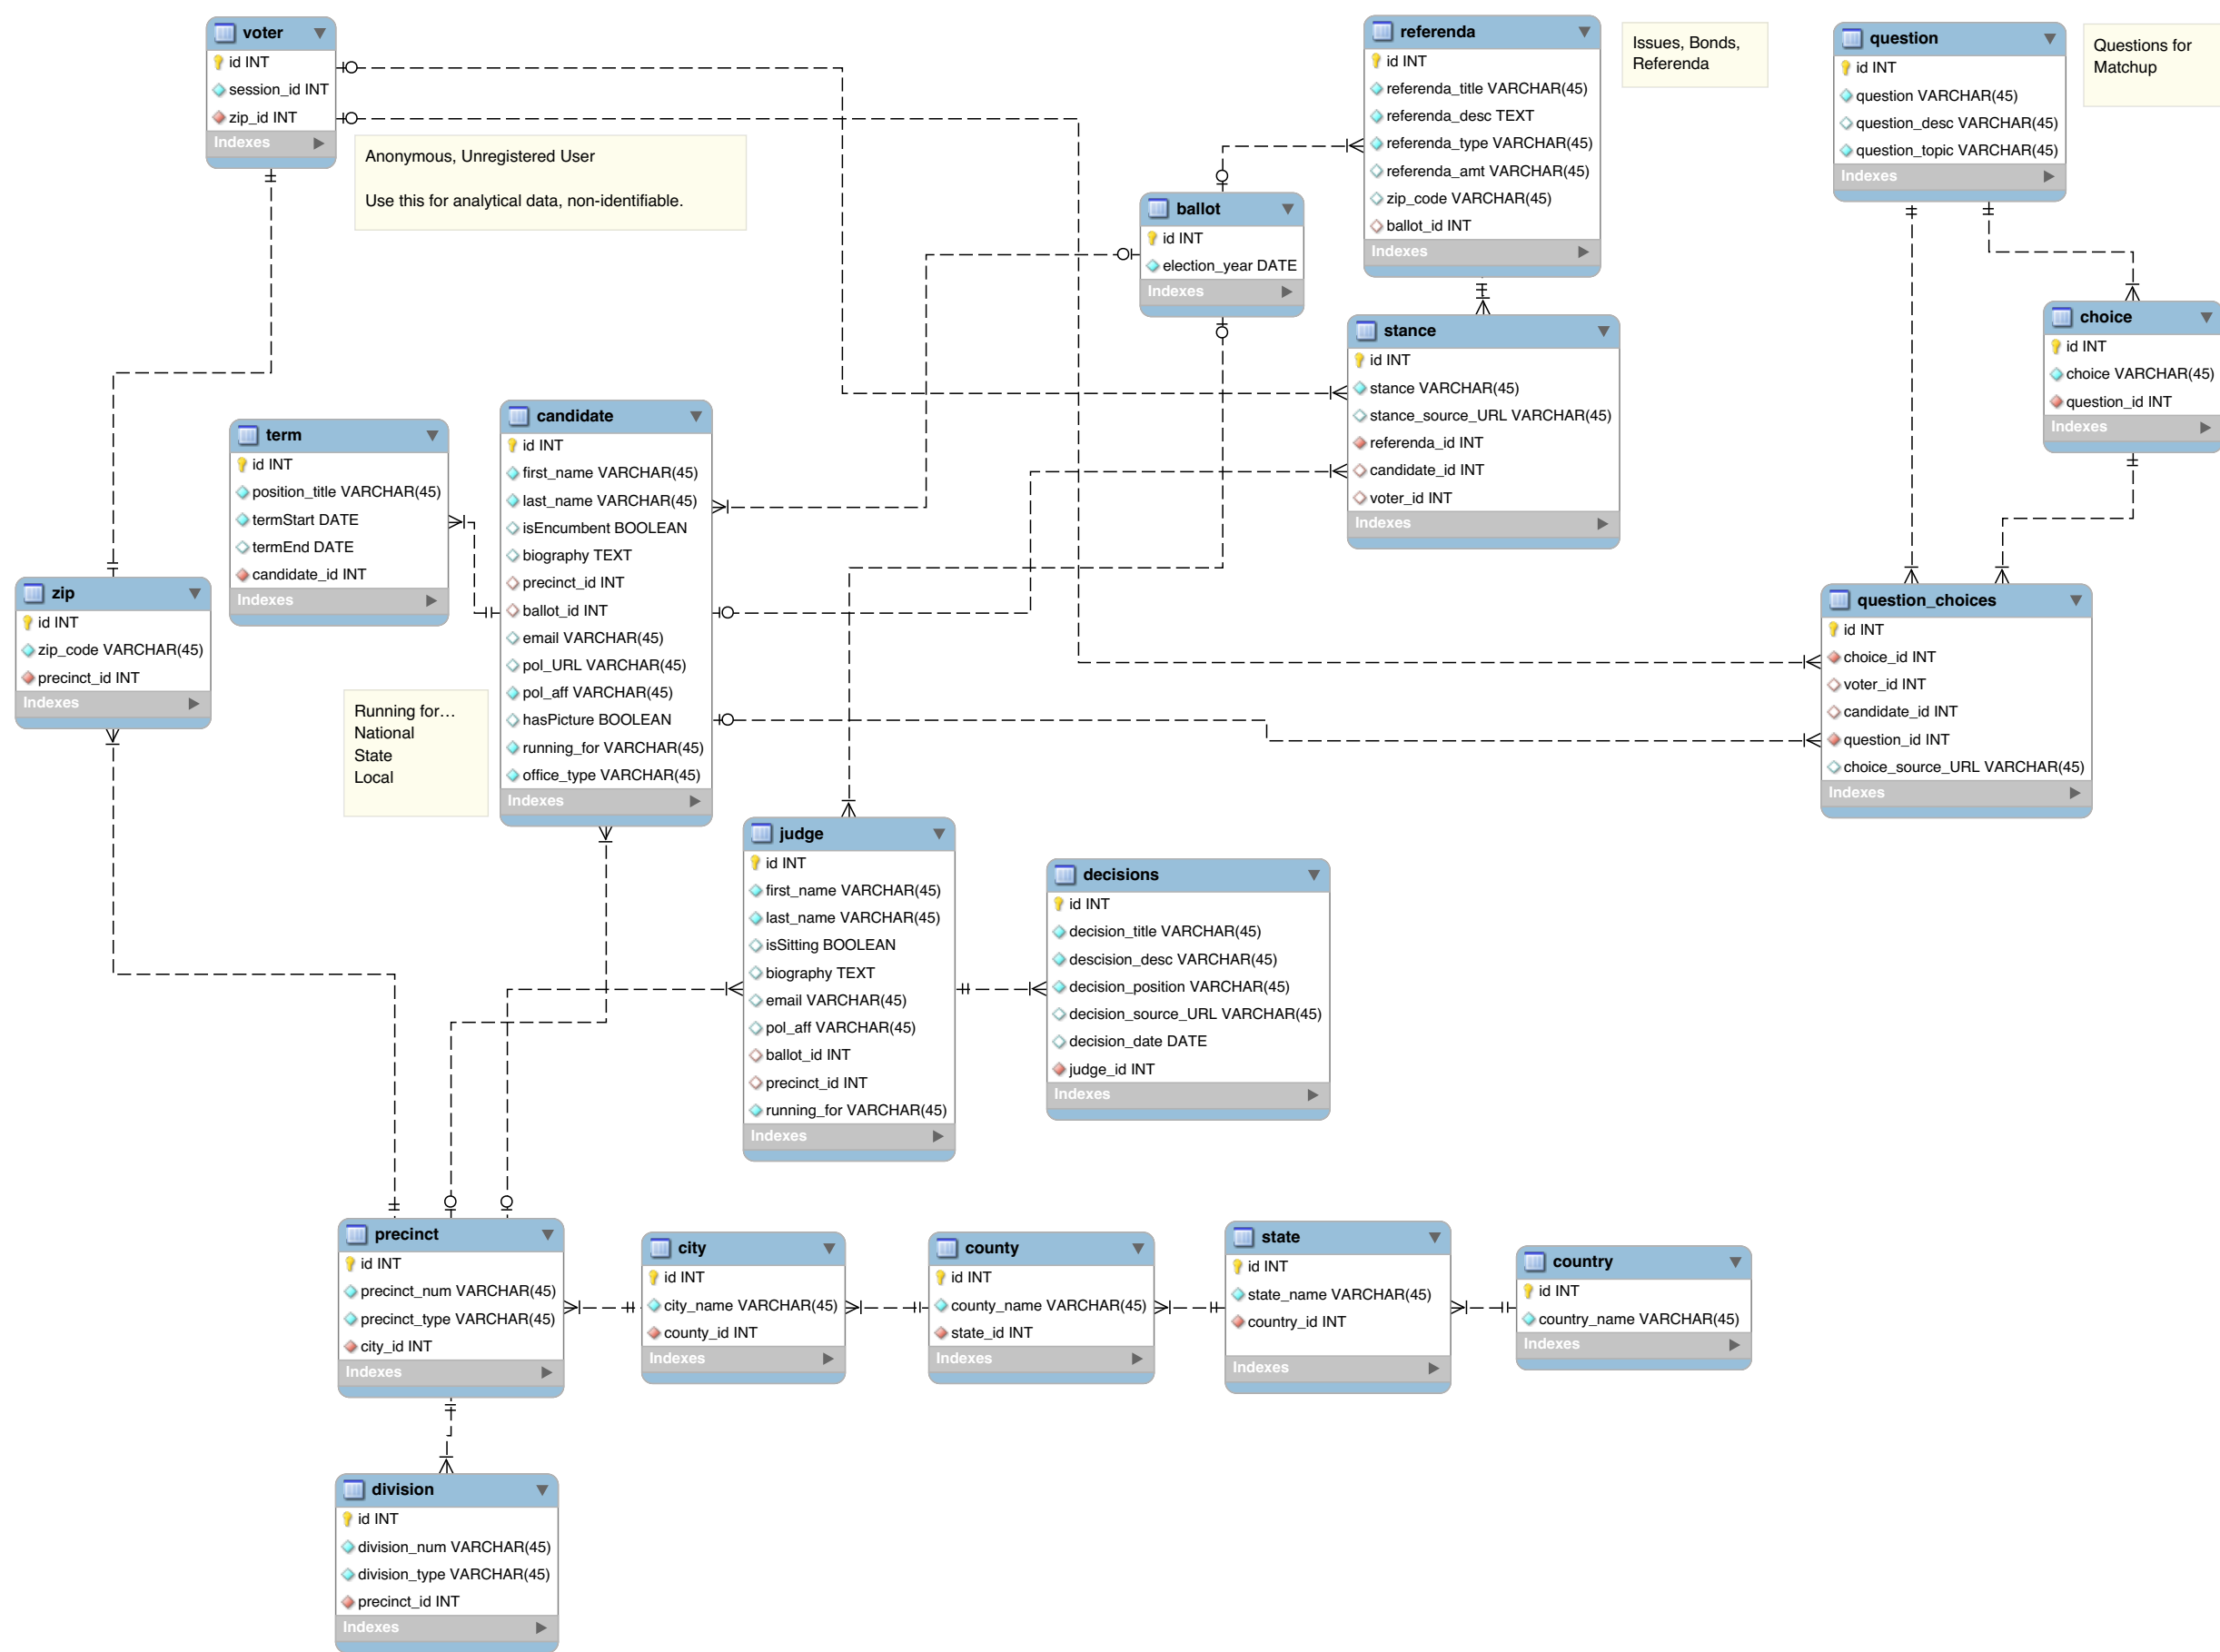 voter
id INT
session_id INT
zip_id INT
Indexes
Anonymous, Unregistered User
Use this for analytical data, non-identifiable.
referenda
id INT
referenda_title VARCHAR(45)
referenda_desc TEXT
referenda_type VARCHAR(45)
referenda_amt VARCHAR(45)
zip_code VARCHAR(45)
ballot_id INT
Indexes
Issues, Bonds,
Referenda
question
id INT
question VARCHAR(45)
question_desc VARCHAR(45)
question_topic VARCHAR(45)
Indexes
Questions for
Matchup
ballot
id INT
election_year DATE
Indexes
stance
id INT
stance VARCHAR(45)
stance_source_URL VARCHAR(45)
referenda_id INT
candidate_id INT
voter_id INT
Indexes
choice
id INT
choice VARCHAR(45)
question_id INT
Indexes
term
id INT
position_title VARCHAR(45)
termStart DATE
termEnd DATE
candidate_id INT
Indexes
candidate
id INT
first_name VARCHAR(45)
last_name VARCHAR(45)
isEncumbent BOOLEAN
biography TEXT
precinct_id INT
ballot_id INT
email VARCHAR(45)
pol_URL VARCHAR(45)
pol_aff VARCHAR(45)
hasPicture BOOLEAN
running_for VARCHAR(45)
office_type VARCHAR(45)
Indexes
zip
id INT
zip_code VARCHAR(45)
precinct_id INT
Indexes
Running for...
National
State
Local
question_choices
id INT
choice_id INT
voter_id INT
candidate_id INT
question_id INT
choice_source_URL VARCHAR(45)
Indexes
judge
id INT
first_name VARCHAR(45)
last_name VARCHAR(45)
isSitting BOOLEAN
biography TEXT
email VARCHAR(45)
pol_aff VARCHAR(45)
ballot_id INT
precinct_id INT
running_for VARCHAR(45)
Indexes
decisions
id INT
decision_title VARCHAR(45)
descision_desc VARCHAR(45)
decision_position VARCHAR(45)
decision_source_URL VARCHAR(45)
decision_date DATE
judge_id INT
Indexes
precinct
id INT
precinct_num VARCHAR(45)
precinct_type VARCHAR(45)
city_id INT
Indexes
city
id INT
city_name VARCHAR(45)
county_id INT
Indexes
county
id INT
county_name VARCHAR(45)
state_id INT
Indexes
state
id INT
state_name VARCHAR(45)
country_id INT
Indexes
country
id INT
country_name VARCHAR(45)
Indexes
division
id INT
division_num VARCHAR(45)
division_type VARCHAR(45)
precinct_id INT
Indexes